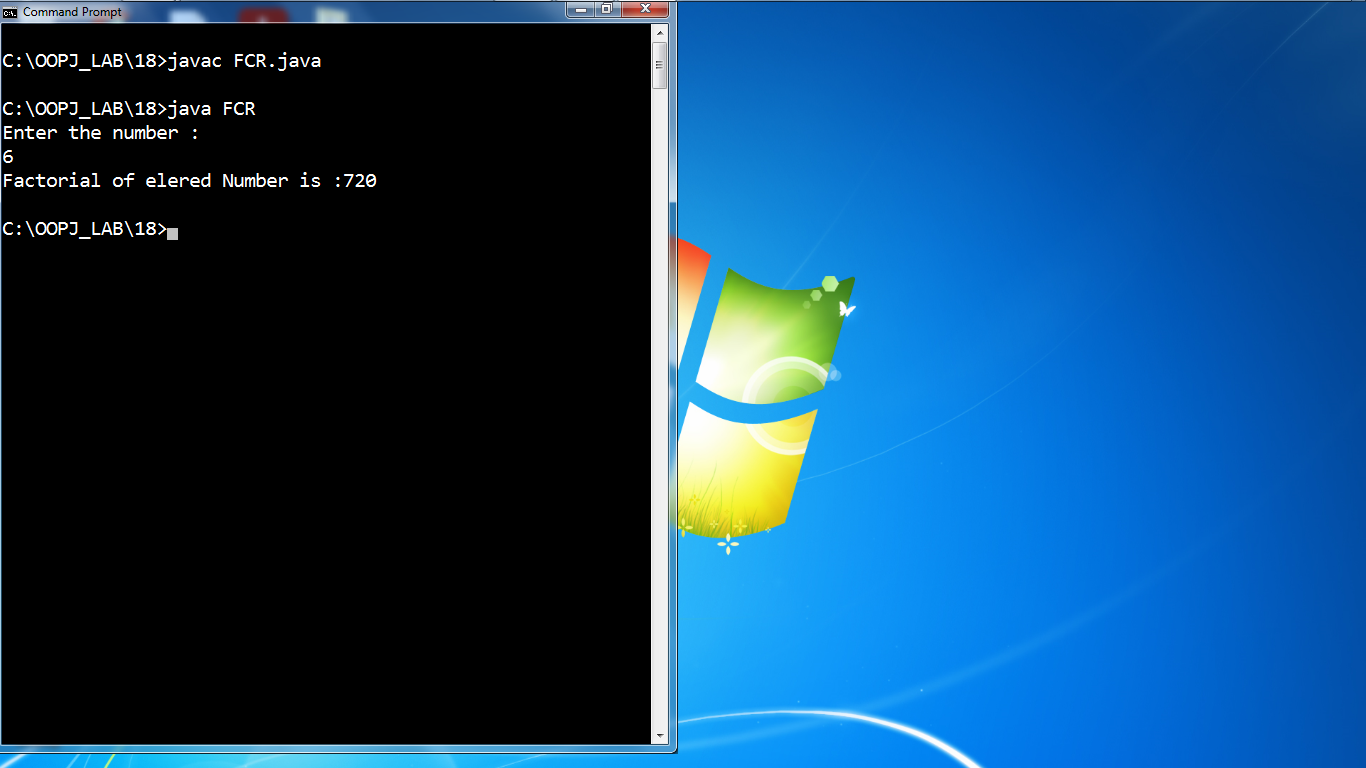 Command Prompt
C:\OOPJ_LAB\18>javac FCR.java
C:\OOPJ_LAB\18>java FCR
Enter the number :
6
Factorial of elered Number is :720
C:\OOPJ_LAB\18>